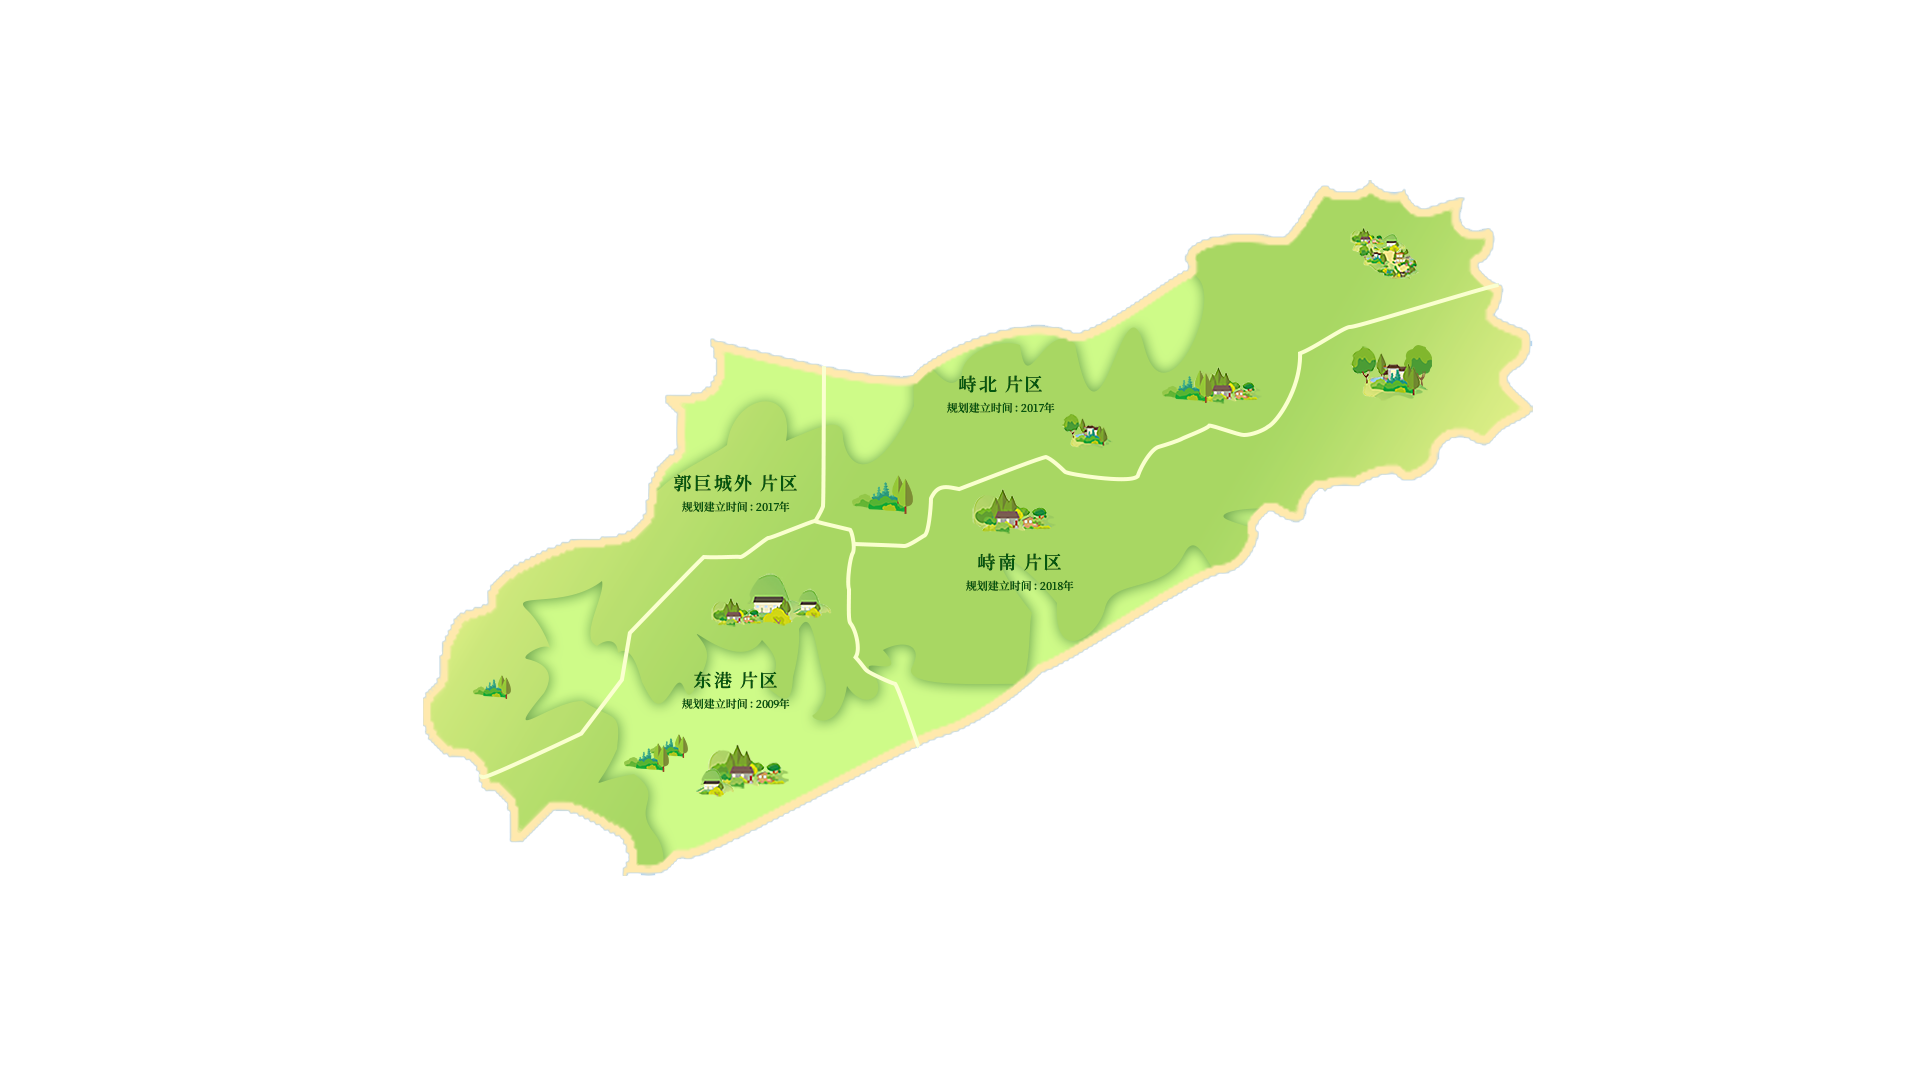 峙北 片区
规划建立时间 : 2017年
郭巨城外 片区
规划建立时间 : 2017年
峙南 片区
规划建立时间 : 2018年
东港 片区
规划建立时间 : 2009年